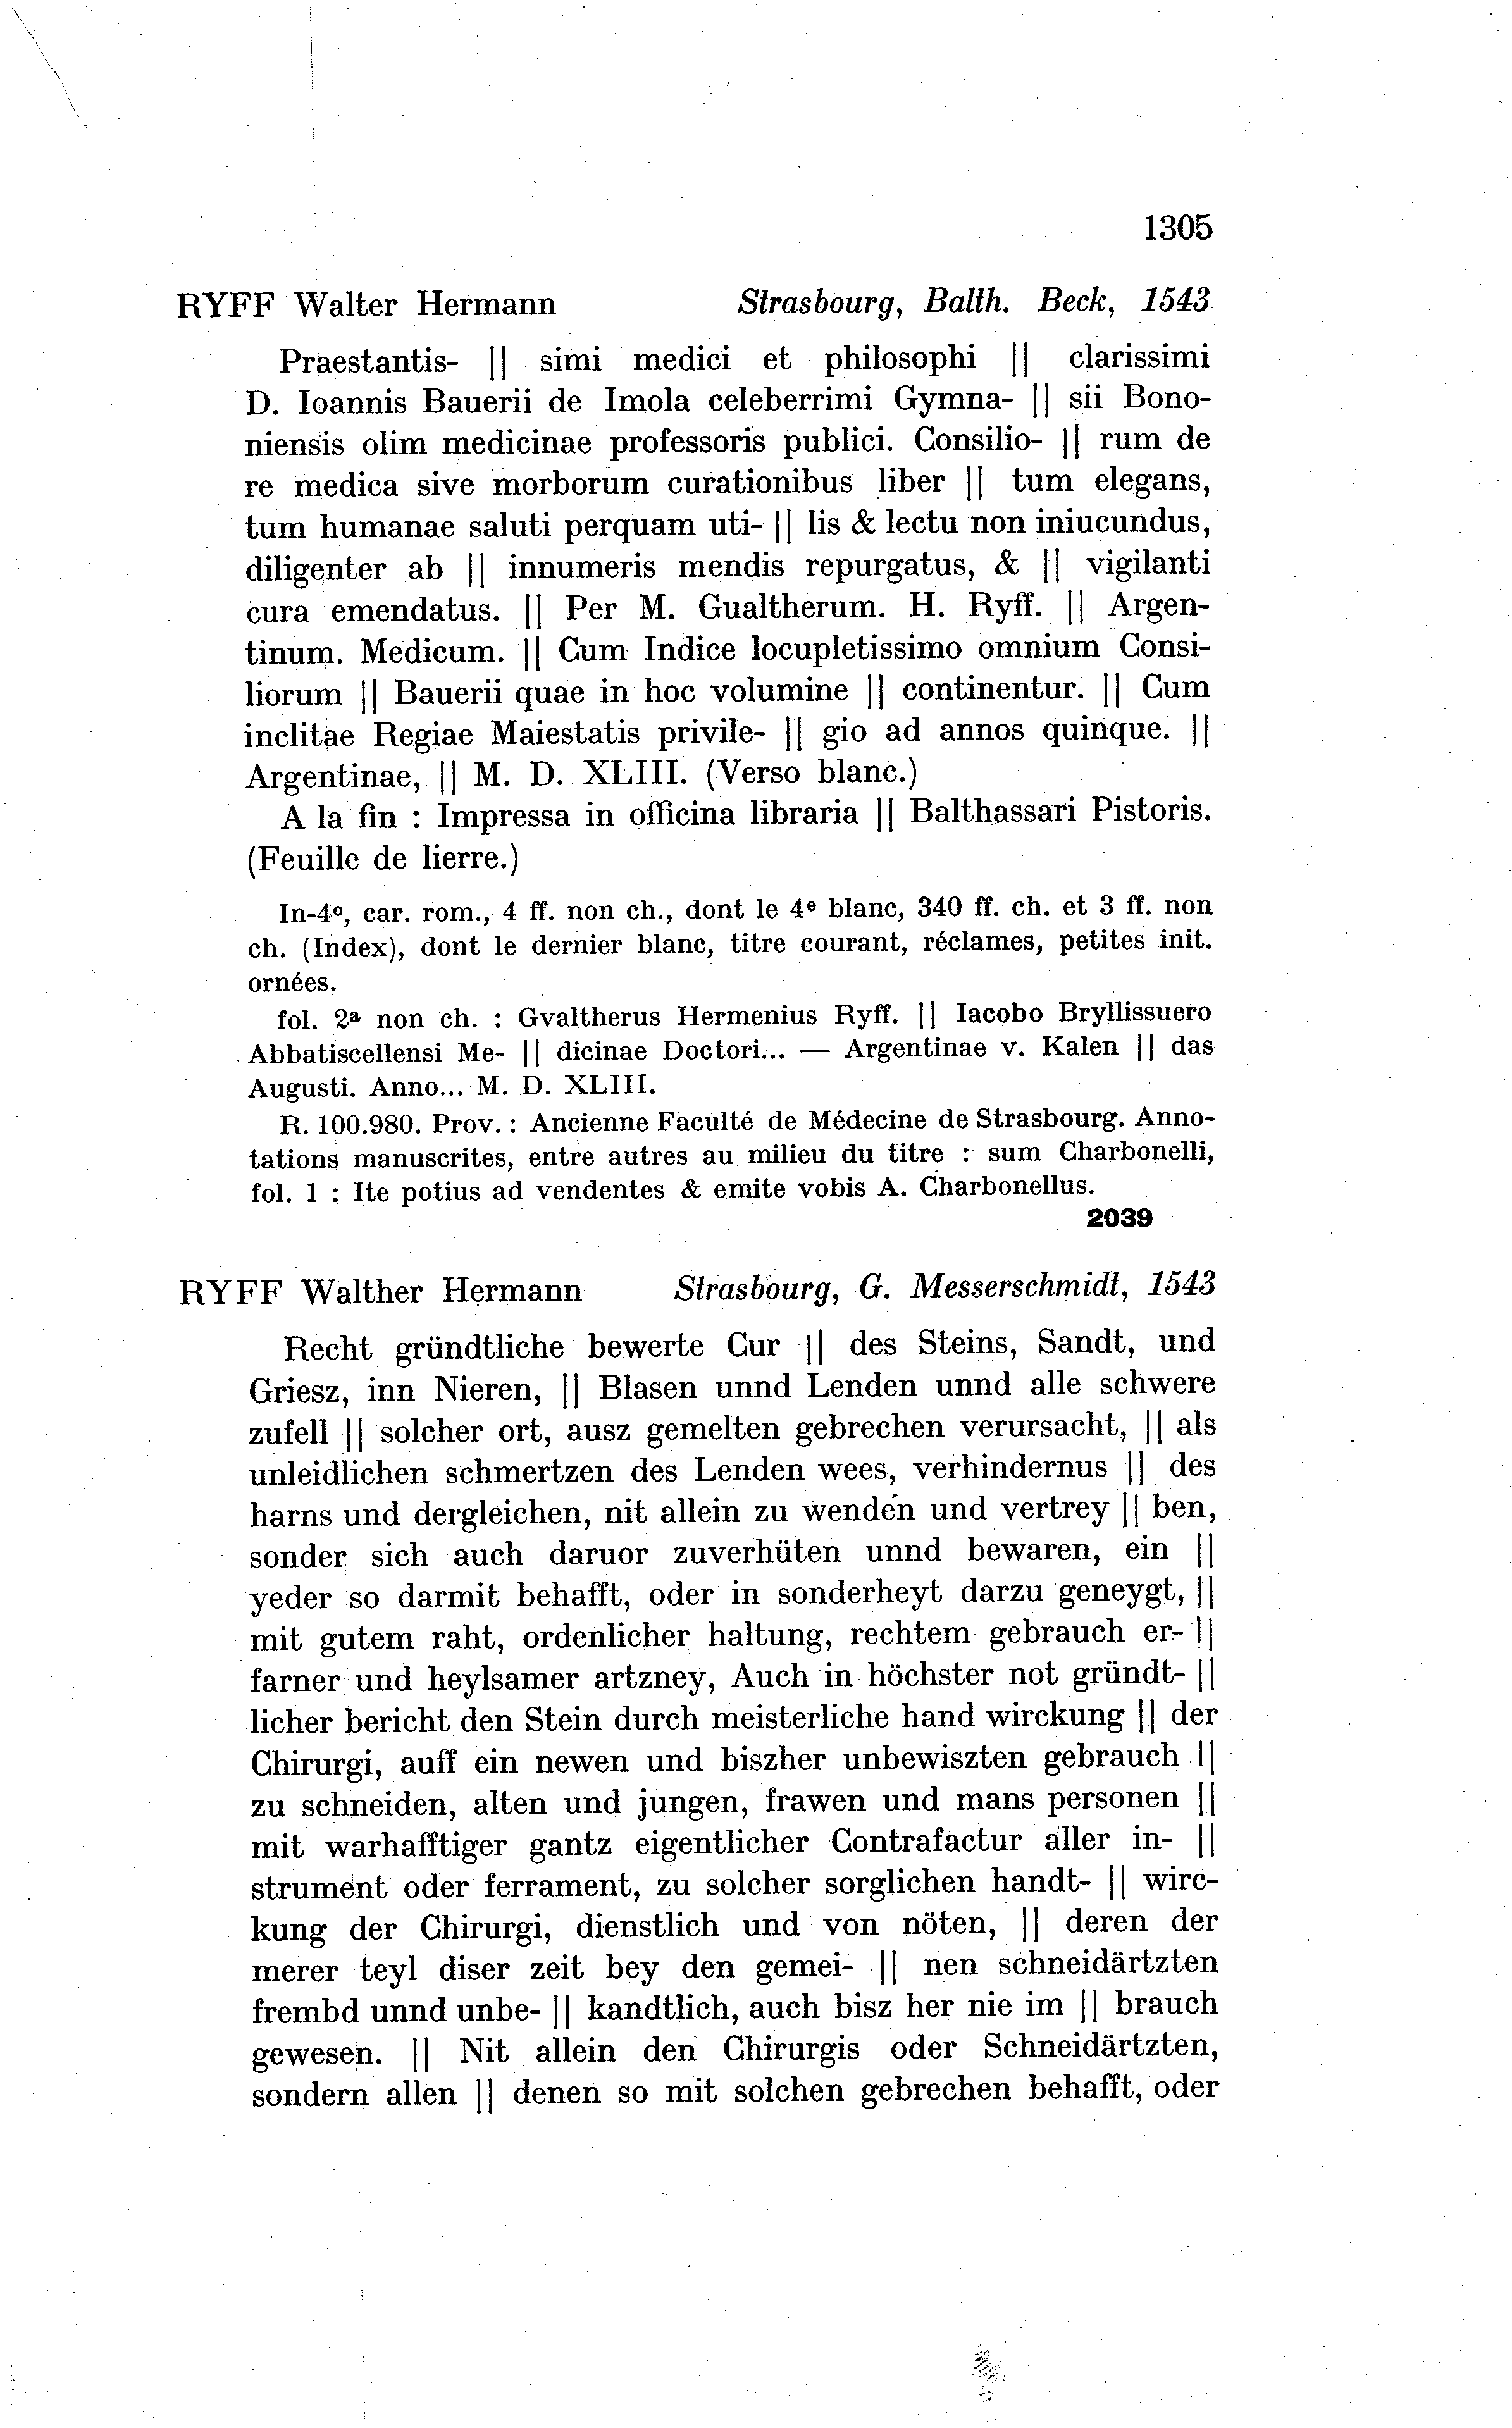 1305
RYFF Walter Hermann Strasbourg, Balth. Beck, 1543
Praestantis- || simi medici et philosophi || clarissimi
D. Ioannis Bauerii de Imola celeberrimi Gymna- || sii Bono-
niensis olim medicinae professoris publici. Consilio- || rum de
re medica sive morborum curationibus liber || tum elegans,
tum humanae saluti perquam uti- || lis & lectu non iniucundus,
diligenter ab || innumeris mendis repurgatus, & || vigilanti
cura emendatus. || Per M. Gualtherum. H. Ryff. || Argen-
tinum. Medicum. || Cum Indice locupletissimo omnium Consi-
liorum || Bauerii quae in hoc volumine || continentur. || Cum
inclitae Regiae Maiestatis privile- || gio ad annos quinque. ||
Argentinae, || M. D. XLIII. (Verso blanc.)
A la fin : Impressa in officina libraria || Balthassari Pistoris.
(Feuille de lierre.)
In-4º, car. rom., 4 ff. non ch., dont le 4ᵉ blanc, 340 ff. ch. et 3 ff. non
ch. (Index), dont le dernier blanc, titre courant, réclames, petites init.
ornées.
fol. 2ª non ch. : Gvaltherus Hermenius Ryff. || Iacobo Bryllissuero
Abbatiscellensi Me- || dicinae Doctori... — Argentinae v. Kalen || das
Augusti. Anno... M. D. XLIII.
R. 100.980. Prov. : Ancienne Faculté de Médecine de Strasbourg. Anno-
tations manuscrites, entre autres au milieu du titre : sum Charbonelli,
fol. 1 : Ite potius ad vendentes & emite vobis A. Charbonellus.
2039
RYFF Walther Hermann Strasbourg, G. Messerschmidt, 1543
Recht gründtliche bewerte Cur || des Steins, Sandt, und
Griesz, inn Nieren, || Blasen unnd Lenden unnd alle schwere
zufell || solcher ort, ausz gemelten gebrechen verursacht, || als
unleidlichen schmertzen des Lenden wees, verhindernus || des
harns und dergleichen, nit allein zu wenden und vertrey || ben,
sonder sich auch daruor zuverhüten unnd bewaren, ein ||
yeder so darmit behafft, oder in sonderheyt darzu geneygt, ||
mit gutem raht, ordenlicher haltung, rechtem gebrauch er- ||
farner und heylsamer artzney, Auch in höchster not gründt- ||
licher bericht den Stein durch meisterliche hand wirckung || der
Chirurgi, auff ein newen und biszher unbewiszten gebrauch ||
zu schneiden, alten und jungen, frawen und mans personen ||
mit warhafftiger gantz eigentlicher Contrafactur aller in- ||
strument oder ferrament, zu solcher sorglichen handt- || wirc-
kung der Chirurgi, dienstlich und von nöten, || deren der
merer teyl diser zeit bey den gemei- || nen schneidärtzten
frembd unnd unbe- || kandtlich, auch bisz her nie im || brauch
gewesen. || Nit allein den Chirurgis oder Schneidärtzten,
sondern allen || denen so mit solchen gebrechen behafft, oder